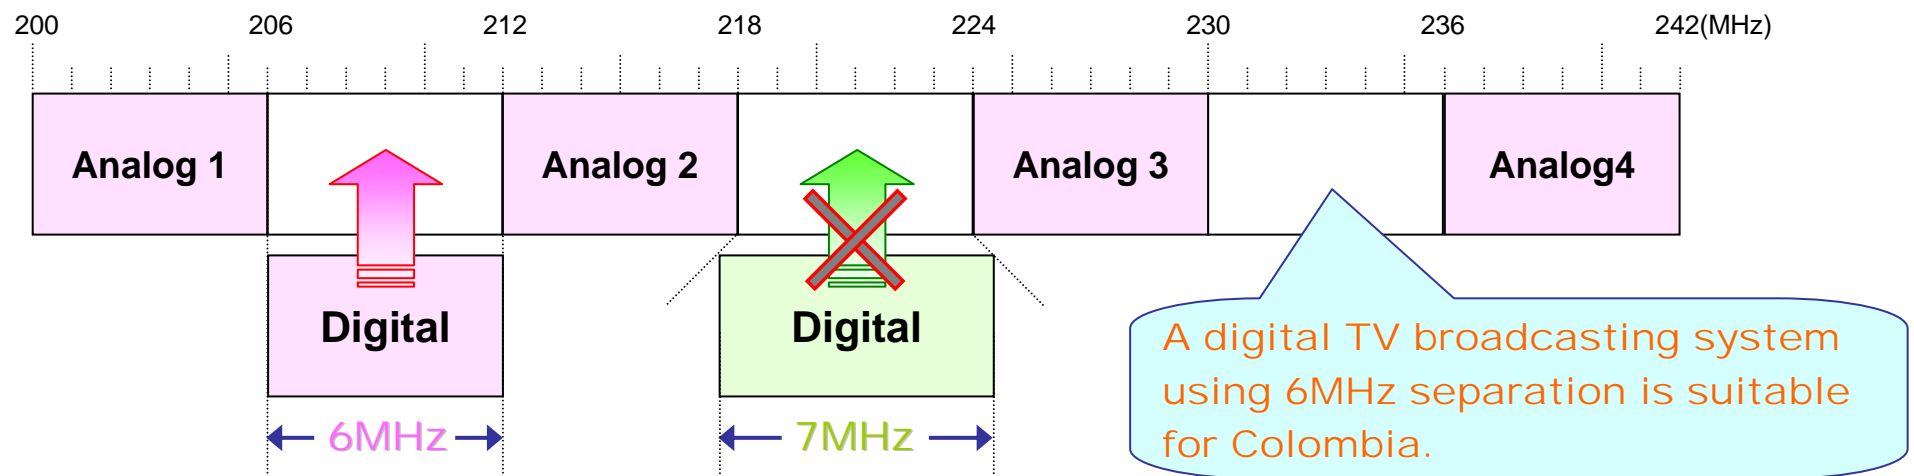 200 206 212 218 224 230 236 242(MHz)
Analog 1 Analog 2 Analog 3 Analog4
Digital Digital
6MHz 7MHz
A digital TV broadcasting system
using 6MHz separation is suitable
for Colombia.